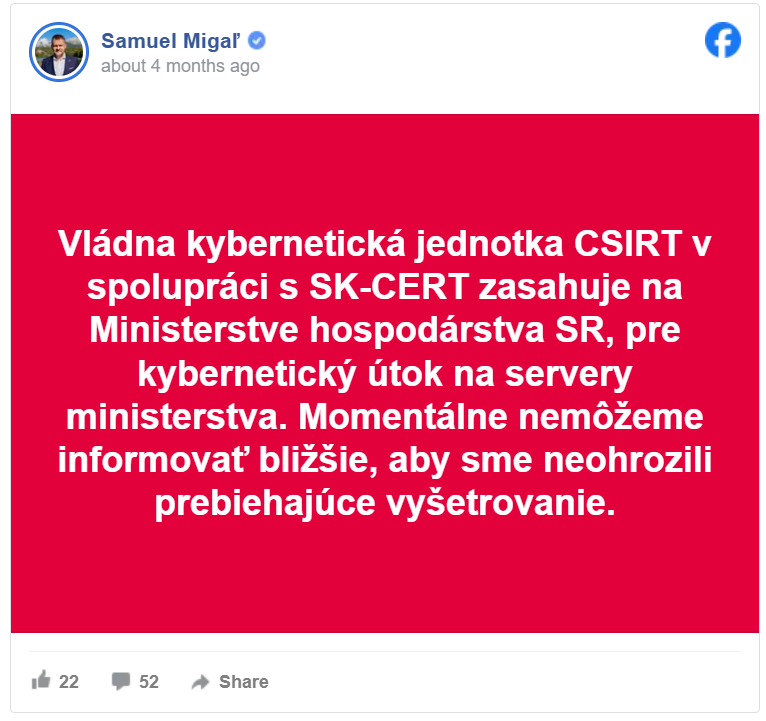 Samuel Migaľ
about 4 months ago
Vládna kybernetická jednotka CSIRT v
spolupráci s SK-CERT zasahuje na
Ministerstve hospodárstva SR, pre
kybernetický útok na servery
ministerstva. Momentálne nemôžeme
informovať bližšie, aby sme neohrozili
prebiehajúce vyšetrovanie.
22 52 Share